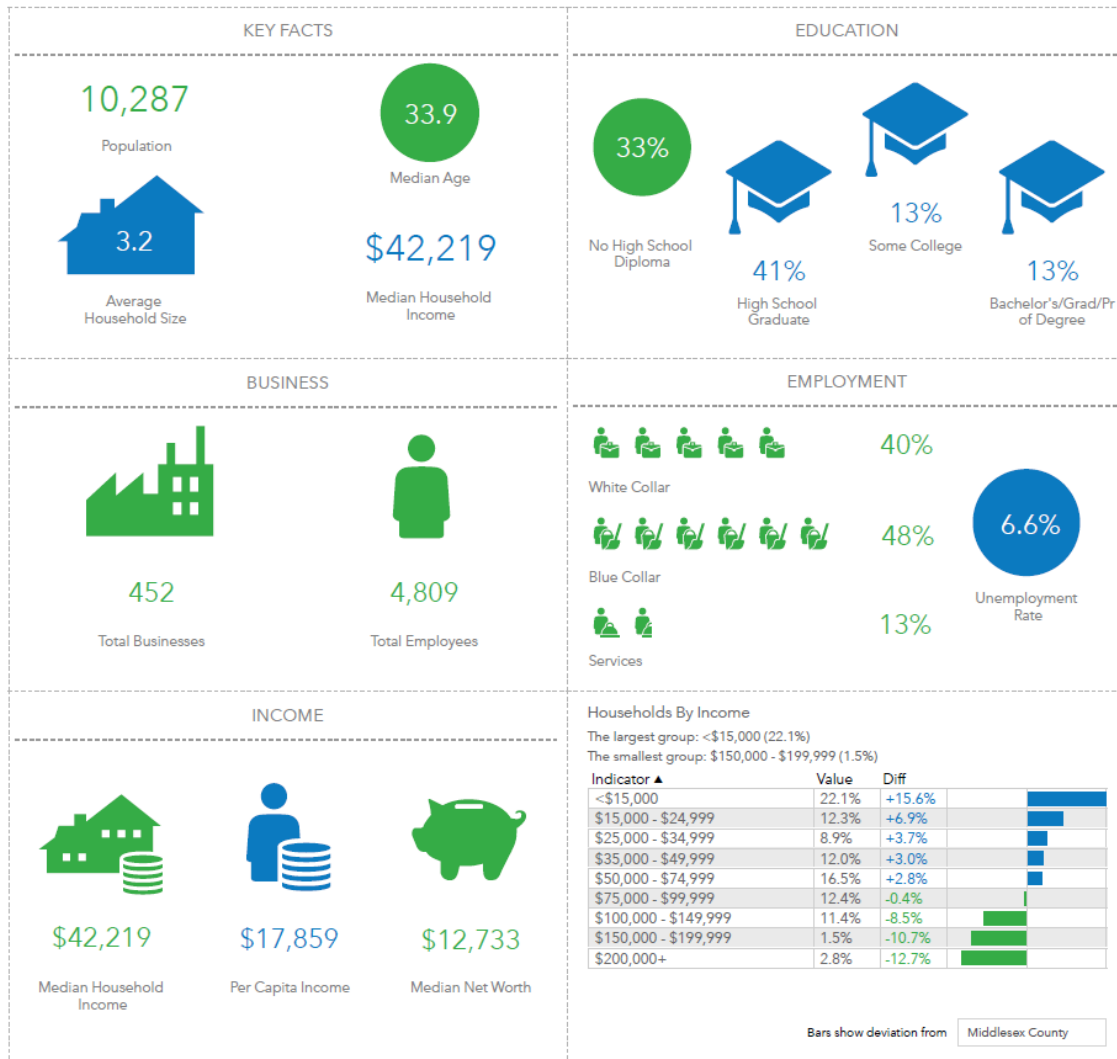 KEY FACTS
10,287
Population
33.9
Median Age
3.2
Average
Household Size
$42,219
Median Household
Income
EDUCATION
33%
No High School
Diploma
41%
High School
Graduate
13%
Some College
13%
Bachelor's/Grad/Pr
of Degree
BUSINESS
452
Total Businesses
4,809
Total Employees
EMPLOYMENT
40%
White Collar
48%
Blue Collar
13%
Services
6.6%
Unemployment
Rate
INCOME
$42,219
Median Household
Income
$17,859
Per Capita Income
$12,733
Median Net Worth
Households By Income
The largest group: <$15,000 (22.1%)
The smallest group: $150,000 - $199,999 (1.5%)
Indicator ▲ Value Diff
<$15,000 22.1% +15.6%
$15,000 - $24,999 12.3% +6.9%
$25,000 - $34,999 8.9% +3.7%
$35,000 - $49,999 12.0% +3.0%
$50,000 - $74,999 16.5% +2.8%
$75,000 - $99,999 12.4% -0.4%
$100,000 - $149,999 11.4% -8.5%
$150,000 - $199,999 1.5% -10.7%
$200,000+ 2.8% -12.7%
Bars show deviation from Middlesex County